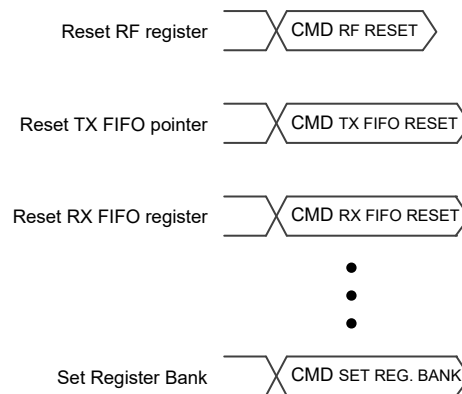 Reset RF register CMD RF RESET
Reset TX FIFO pointer CMD TX FIFO RESET
Reset RX FIFO register CMD RX FIFO RESET
Set Register Bank CMD SET REG. BANK